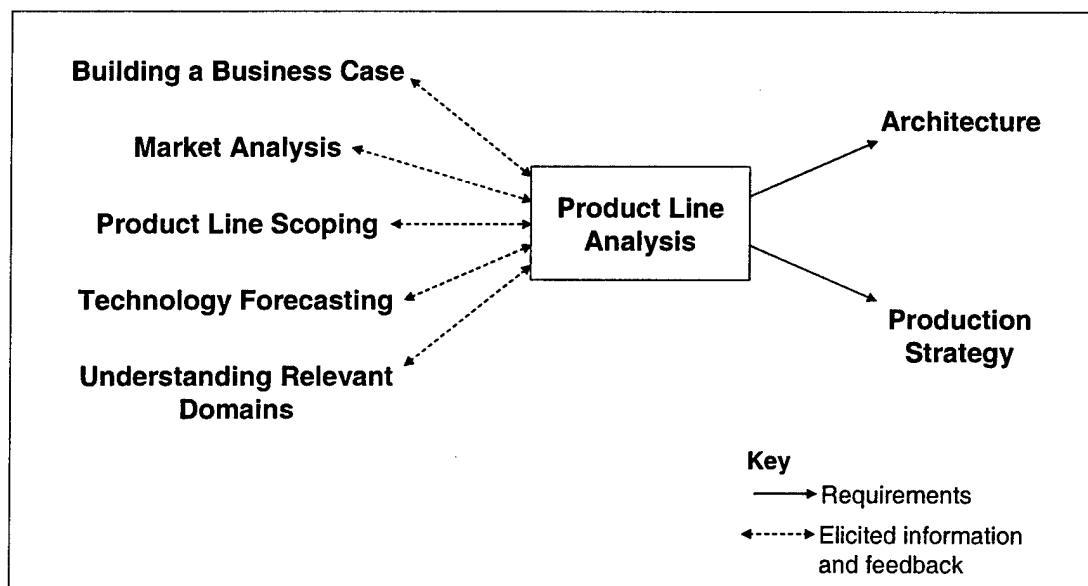 Building a Business Case
Market Analysis
Product Line Scoping
Technology Forecasting
Understanding Relevant
Domains
Product Line
Analysis
Architecture
Production
Strategy
Key
Requirements
Elicited information
and feedback